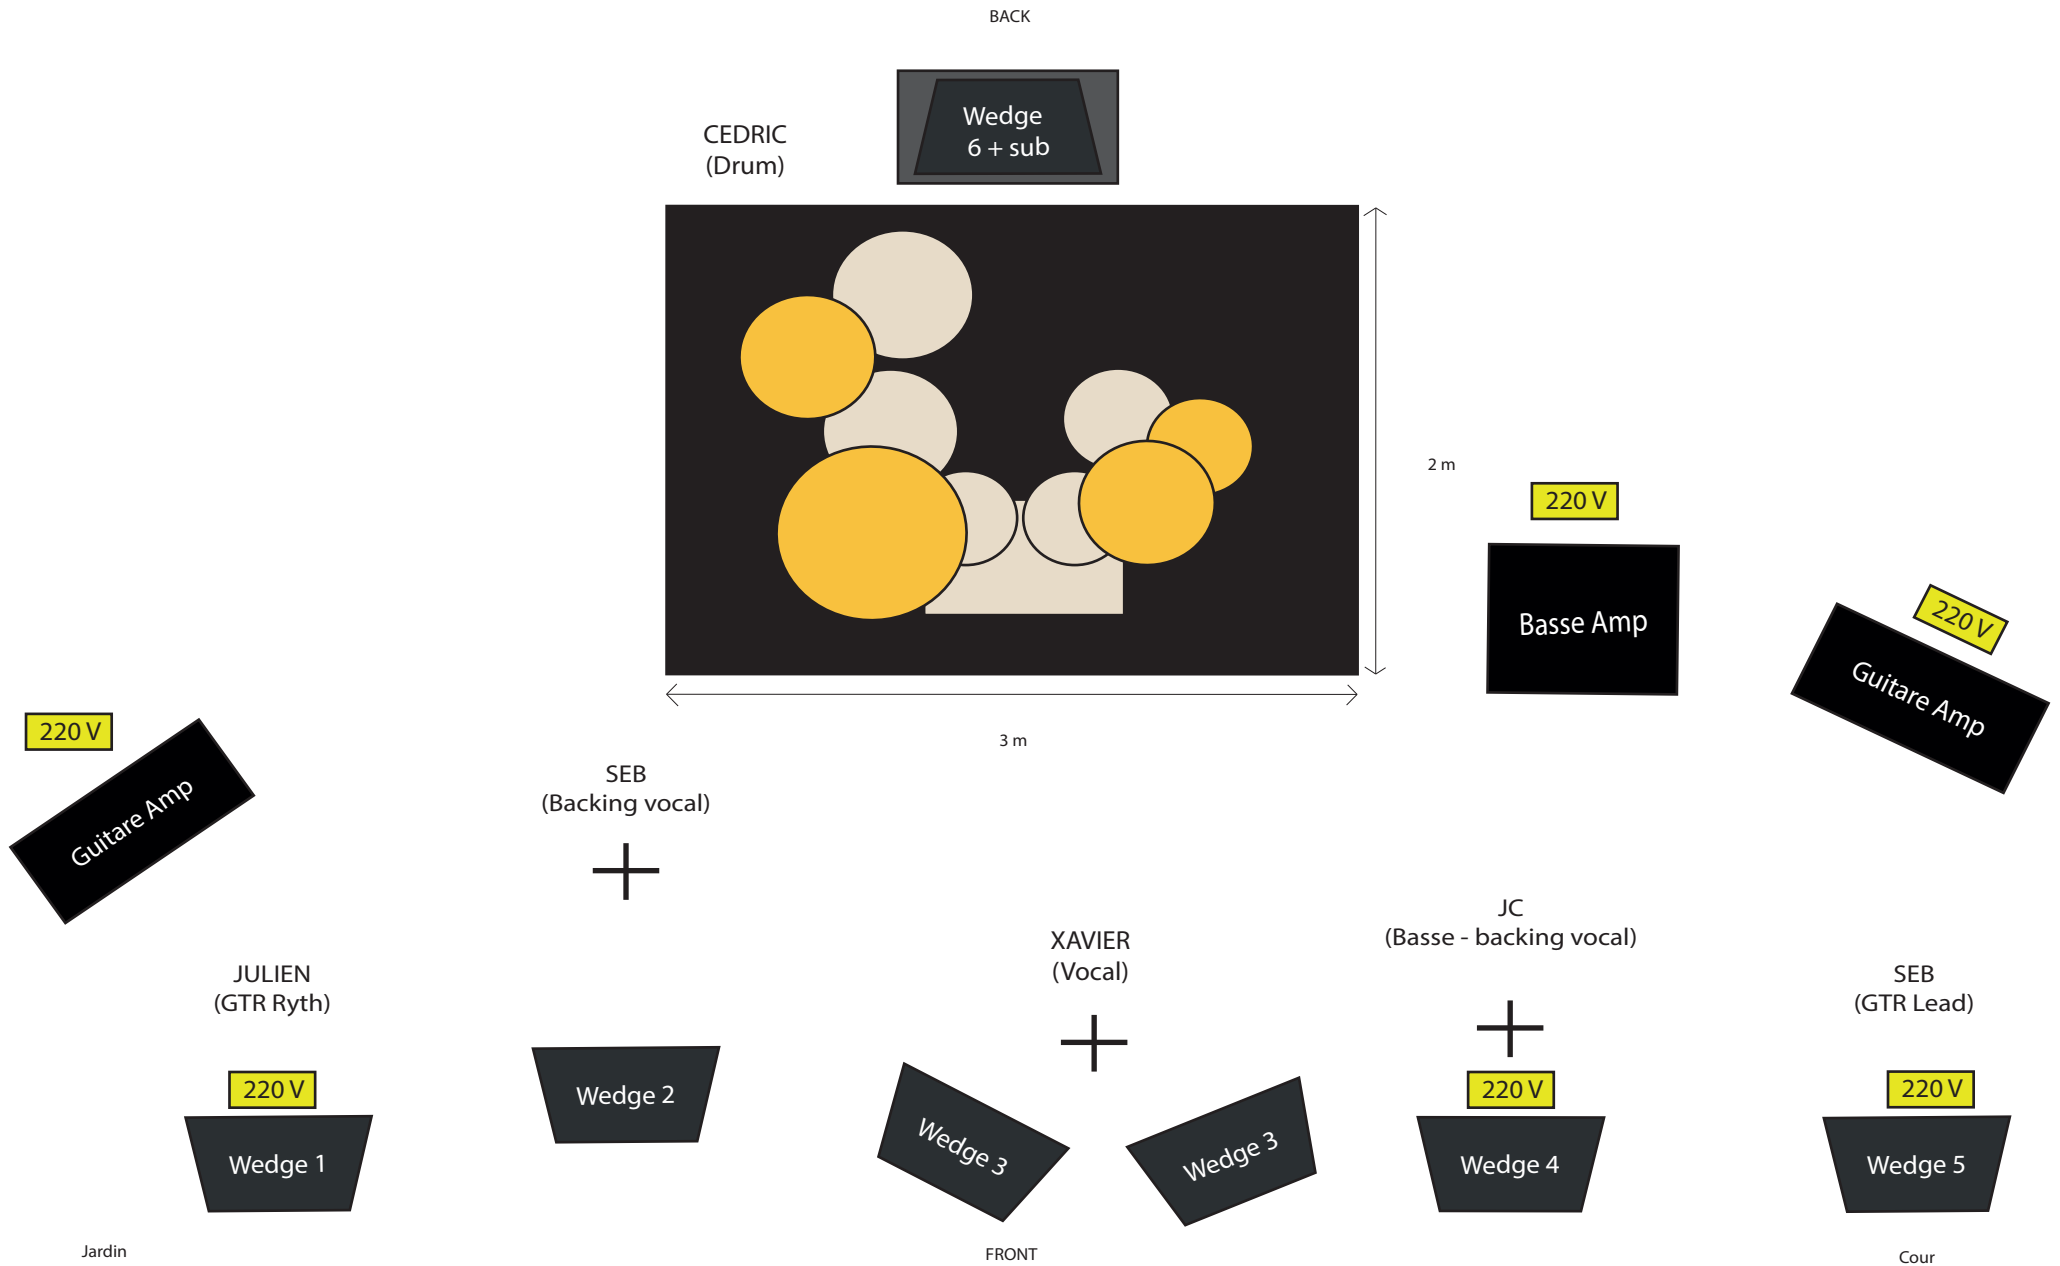 BACK
CEDRIC
(Drum)
Wedge
6 + sub
2 m
220 V
Basse Amp
220 V
Guitare Amp
3 m
220 V
Guitare Amp
SEB
(Backing vocal)
JULIEN
(GTR Ryth)
XAVIER
(Vocal)
JC
(Basse - backing vocal)
SEB
(GTR Lead)
220 V
Wedge 1
Wedge 2
Wedge 3
Wedge 3
220 V
Wedge 4
220 V
Wedge 5
Jardin
FRONT
Cour